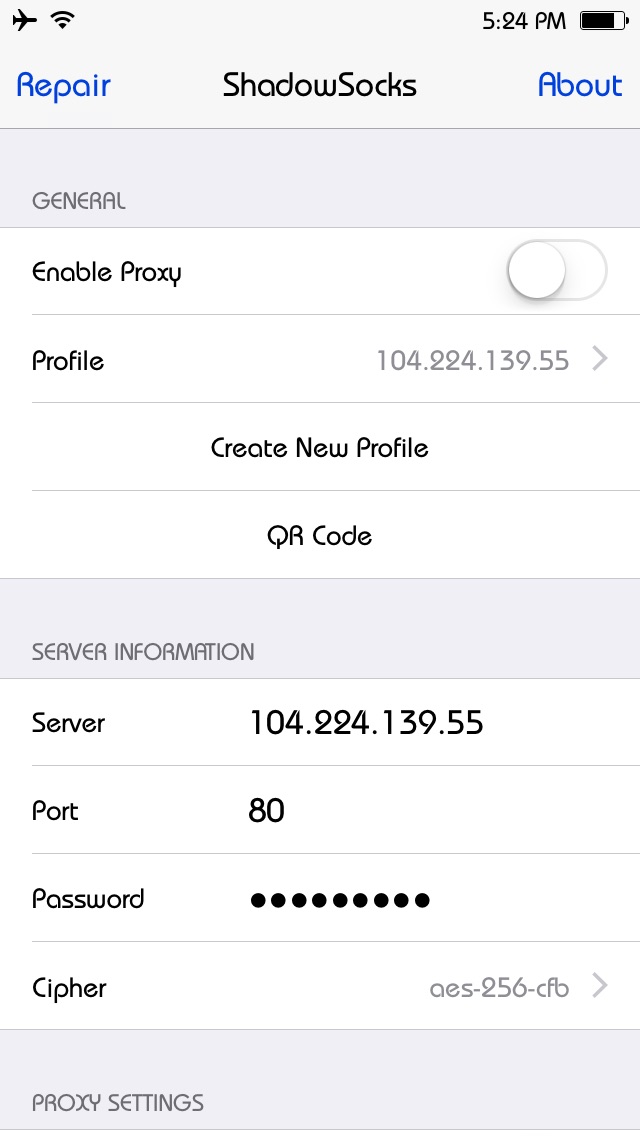 5:24 PM
Repair ShadowSocks About
GENERAL
Enable Proxy
Profile 104.224.139.55
Create New Profile
QR Code
SERVER INFORMATION
Server 104.224.139.55
Port 80
Password ●●●●●●●●●
Cipher aes-256-cfb
PROXY SETTINGS